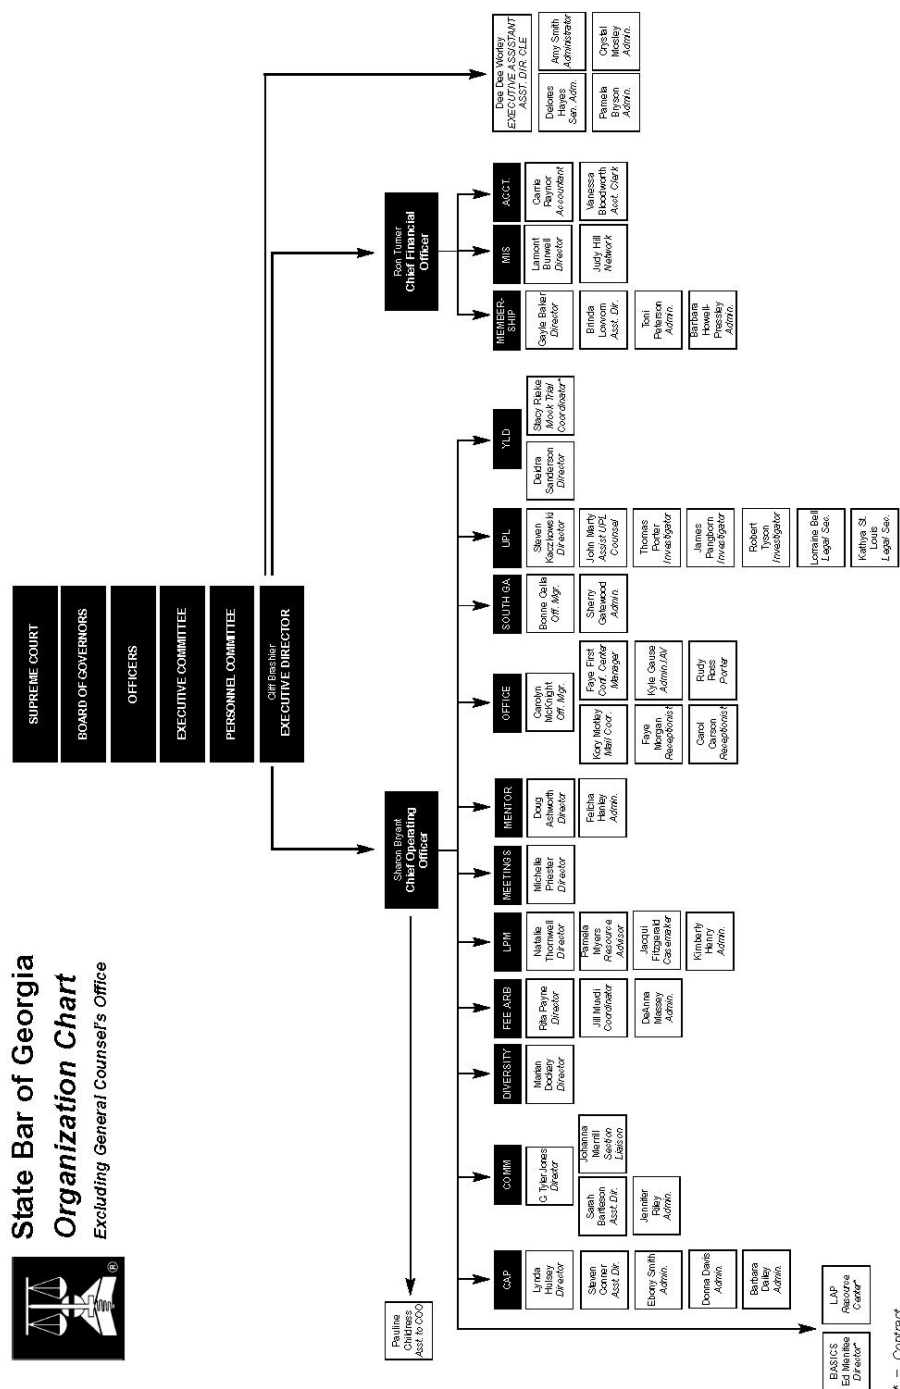 State Bar of Georgia
Organization Chart
Excluding General Counsel's Office
®
SUPREME COURT
BOARD OF GOVERNORS
OFFICERS
EXECUTIVE COMMITTEE
PERSONNEL COMMITTEE
Cliff Brashier
EXECUTIVE DIRECTOR
Pauline
Childress
Asst. to COO
Sharon Bryant
Chief Operating
Officer
Ron Turner
Chief Financial
Officer
Dee Dee Worley
EXECUTIVE ASSISTANT
ASST. DIR. CLE
Delores
Hayes
Sen. Adm.
Amy Smith
Administrator
Pamela
Bryson
Admin.
Crystal
Mosley
Admin.
CAP
Lynda
Hulsey
Director
Steven
Conner
Asst Dir.
Ebony Smith
Admin.
Donna Davis
Admin.
Barbara
Dailey
Admin.
COMM
C. Tyler Jones
Director
Sarah
Bartleson
Asst. Dir.
Johanna
Merrill
Section
Liaison
Jennifer
Riley
Admin.
DIVERSITY
Marian
Dockery
Director
FEE ARB
Rita Payne
Director
Jill Muvdi
Coordinator
DeAnna
Massey
Admin.
LPM
Natalie
Thornwell
Director
Pamela
Myers
Resource
Advisor
Jacqui
Fitzgerald
Casemaker
Kimberly
Henry
Admin.
MEETINGS
Michelle
Priester
Director
MENTOR
Doug
Ashworth
Director
Felicha
Hanley
Admin.
OFFICE
Carolyn
McKnight
Off. Mgr.
Kory Motley
Mail Coor.
Faye First
Conf. Center
Manager
Faye
Morgan
Receptionist
Kyle Gause
Admin./AV
Carol
Carson
Receptionist
Rudy
Ross
Porter
SOUTH GA
Bonne Cella
Off. Mgr.
Sherry
Gatewood
Admin.
UPL
Steven
Kaczkowski
Director
John Marty
Assist UPL
Counsel
Thomas
Porter
Investigator
James
Pangborn
Investigator
Robert
Tyson
Investigator
Lorraine Bell
Legal Sec.
Kathya St.
Louis
Legal Sec.
YLD
Deidra
Sanderson
Director
Stacy Rieke
Mock Trial
Coordinator*
MEMBER-
SHIP
Gayle Baker
Director
Brinda
Lovvorn
Asst. Dir.
Toni
Peterson
Admin.
Barbara
Howell-
Pressley
Admin.
MIS
Lamont
Burwell
Director
Judy Hill
Network
ACCT.
Carrie
Raynor
Accountant
Vanessa
Bloodworth
Acct. Clerk
BASICS
Ed Menifee
Director*
LAP
Resource
Center*
* = Contract